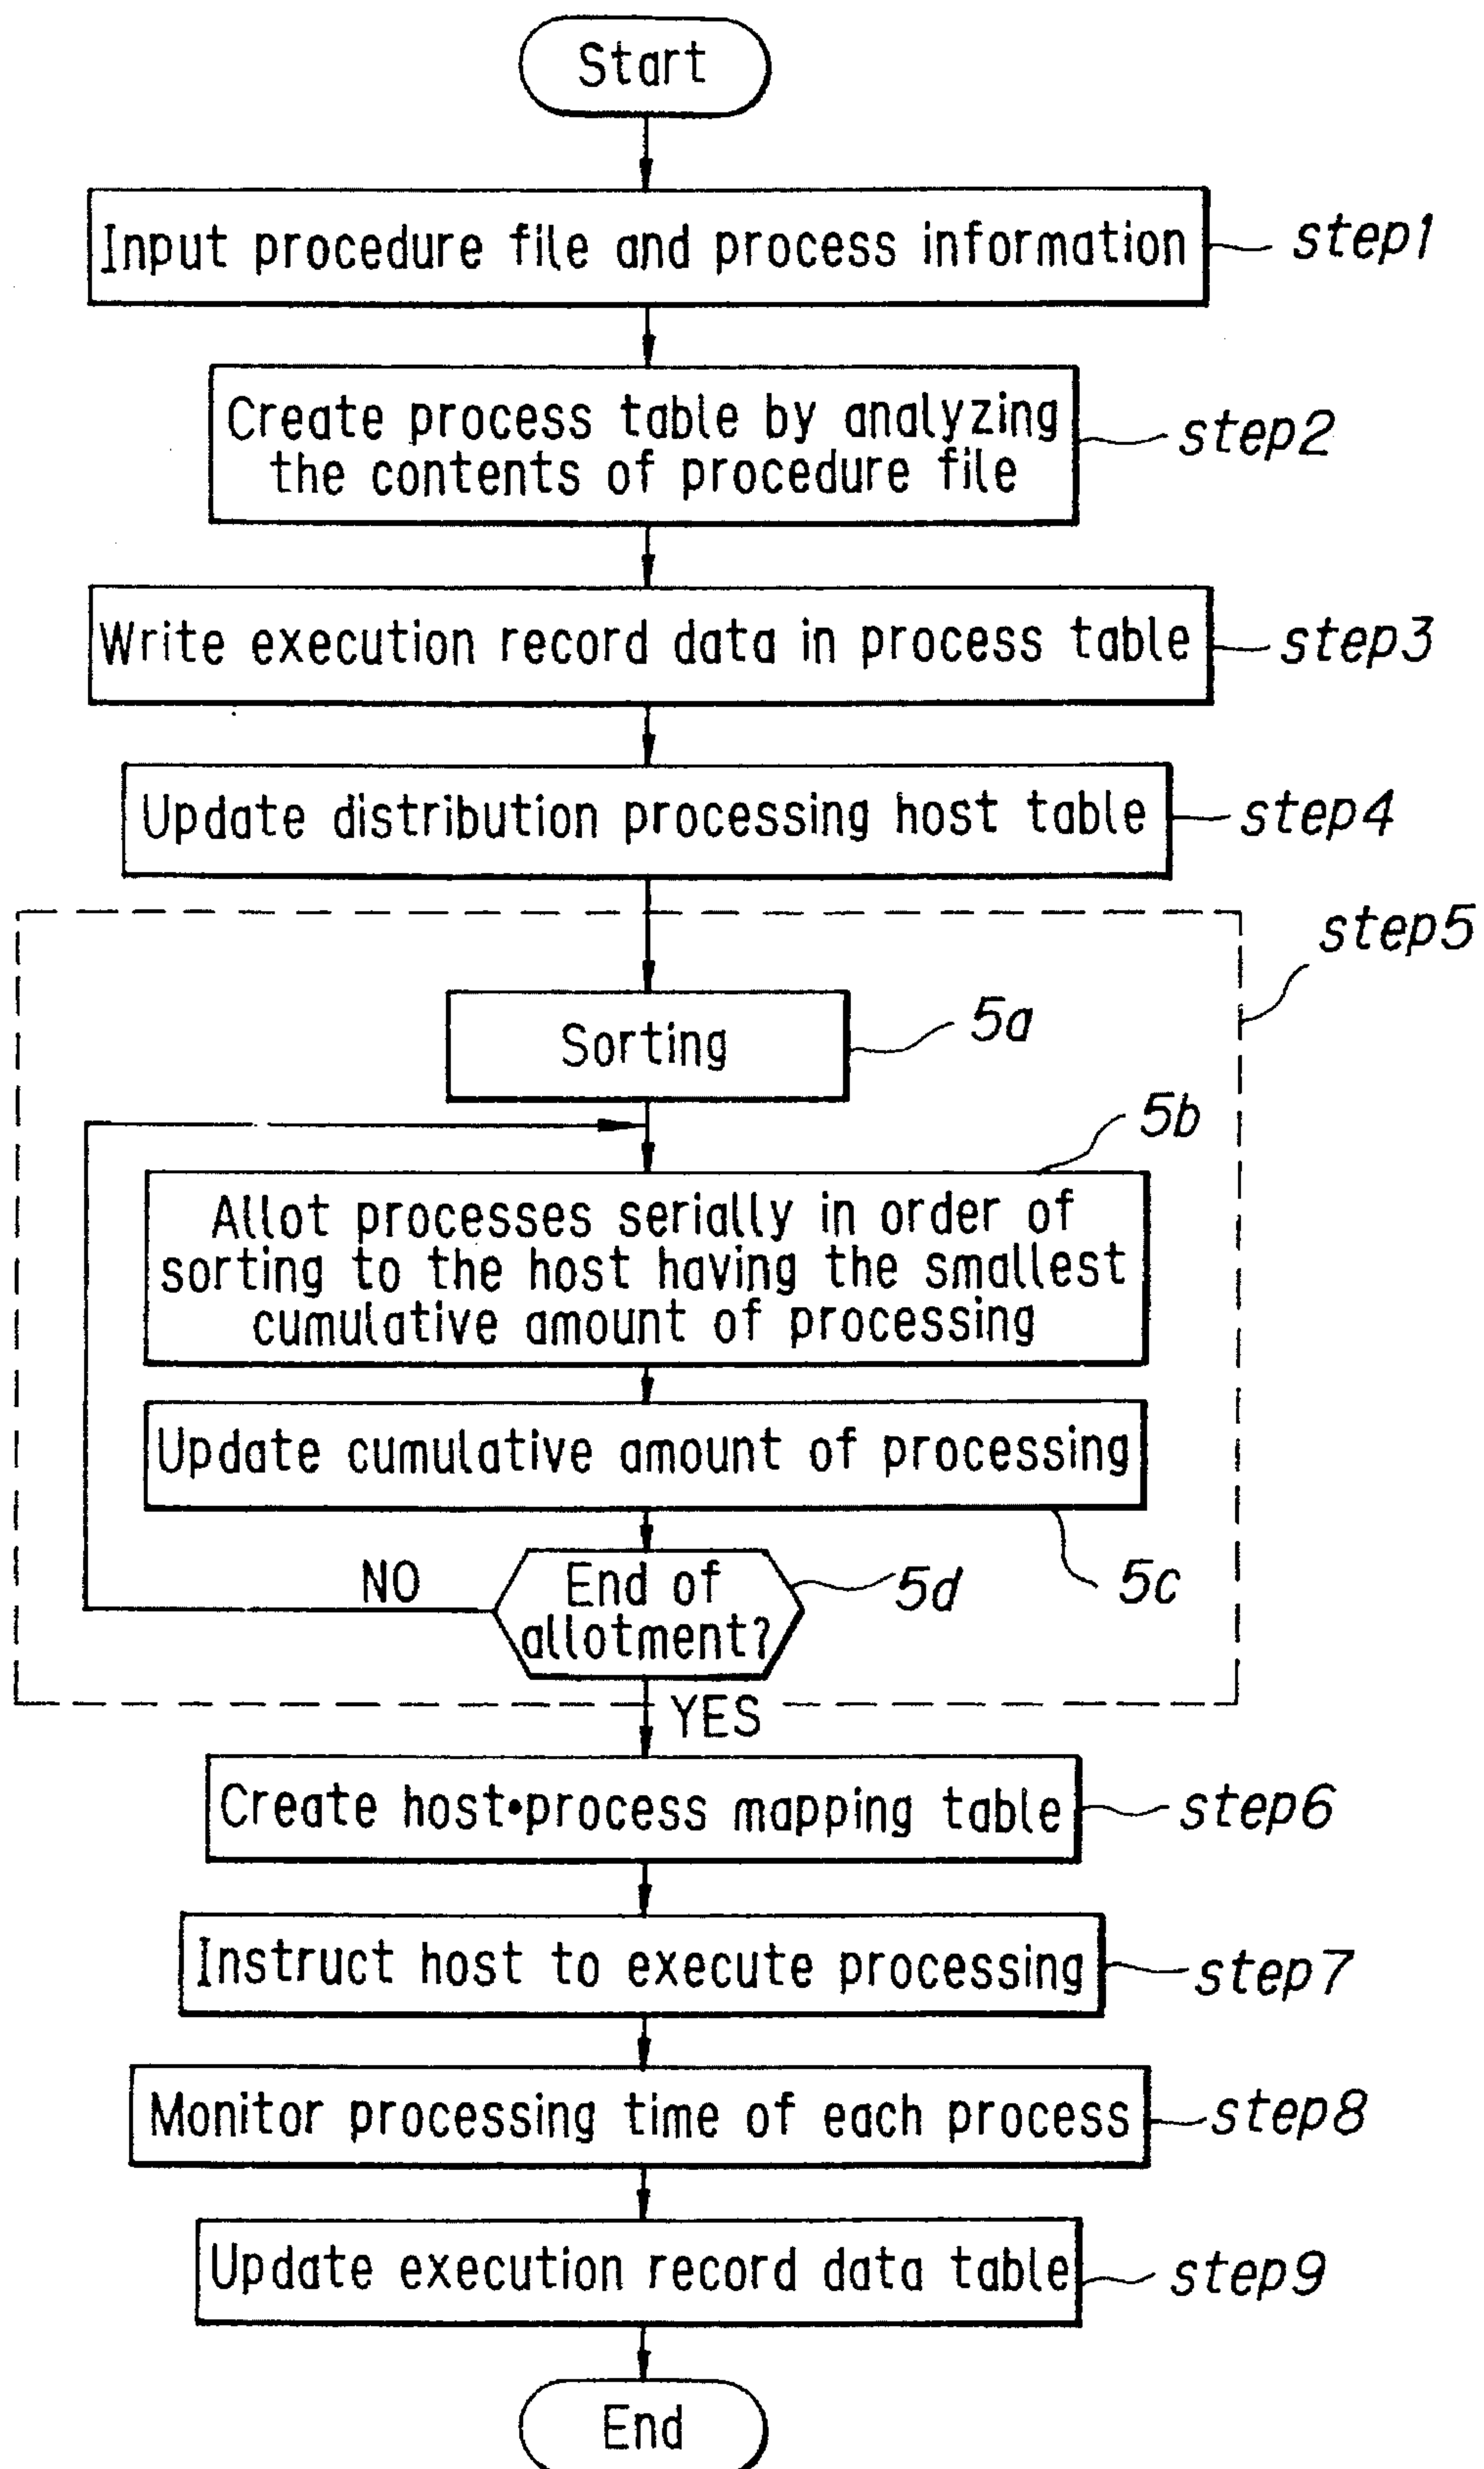 Start
Input procedure file and process information
step1
Create process table by analyzing
the contents of procedure file
step2
Write execution record data in process table
step3
Update distribution processing host table
step4
step5
Sorting
5a
5b
Allot processes serially in order of
sorting to the host having the smallest
cumulative amount of processing
Update cumulative amount of processing
5c
NO
End of
allotment?
5d
YES
Create host•process mapping table
step6
Instruct host to execute processing
step7
Monitor processing time of each process
step8
Update execution record data table
step9
End